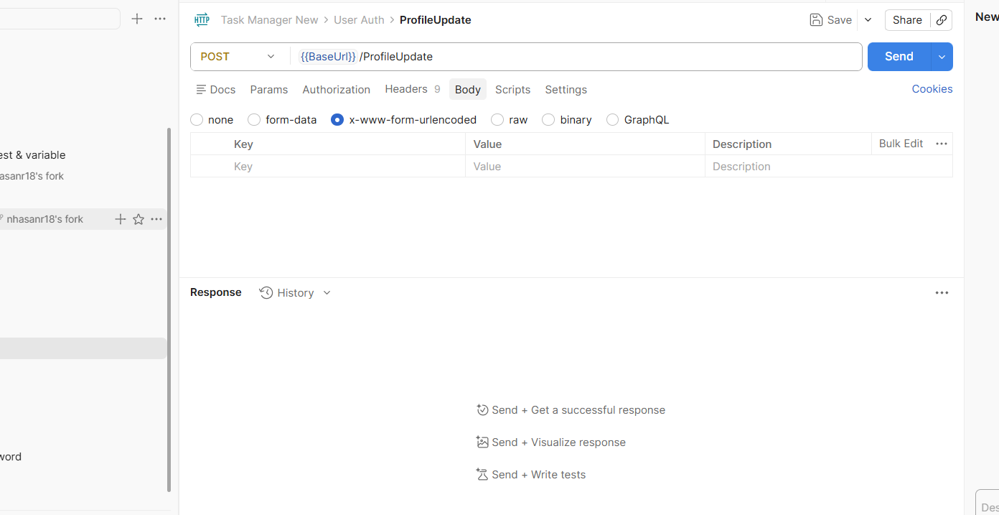 est & variable
asanr18's fork
nhasanr18's fork
word
HTTP Task Manager New > User Auth > ProfileUpdate Save Share
POST {{BaseUrl}} /ProfileUpdate Send
Docs Params Authorization Headers 9 Body Scripts Settings Cookies
none form-data x-www-form-urlencoded raw binary GraphQL
Key Value Description Bulk Edit
Key Value Description
Response History
Send + Get a successful response
Send + Visualize response
Send + Write tests
New
Des